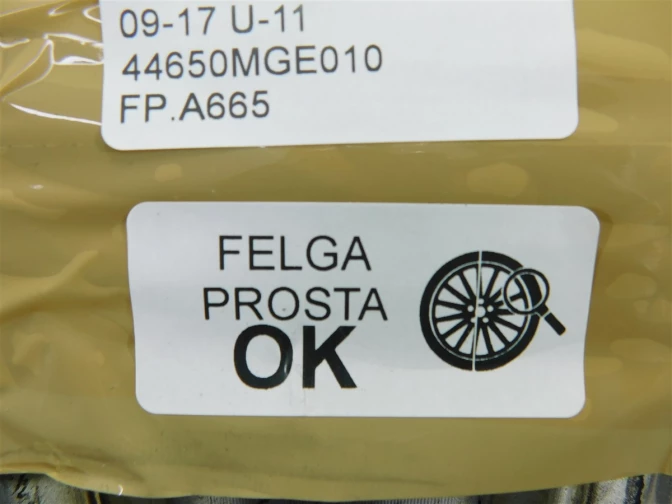 09-17 U-11
44650MGE010
FP.A665
FELGA
PROSTA
OK